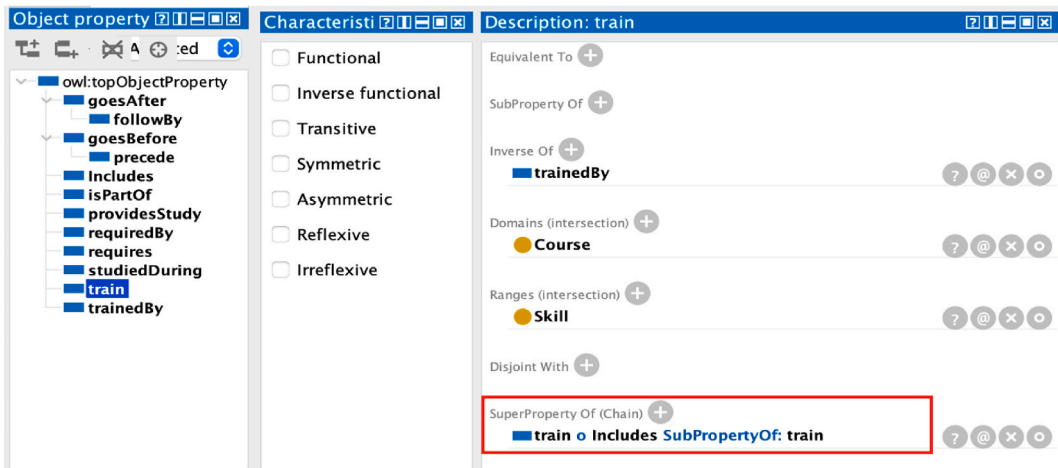 Object property
owl:topObjectProperty
goesAfter
followBy
goesBefore
precede
Includes
isPartOf
providesStudy
requiredBy
requires
studiedDuring
train
trainedBy
Characteristi
Functional
Inverse functional
Transitive
Symmetric
Asymmetric
Reflexive
Irreflexive
Description: train
Equivalent To
SubProperty Of
Inverse Of
trainedBy
Domains (intersection)
Course
Ranges (intersection)
Skill
Disjoint With
SuperProperty Of (Chain)
train o Includes SubPropertyOf: train